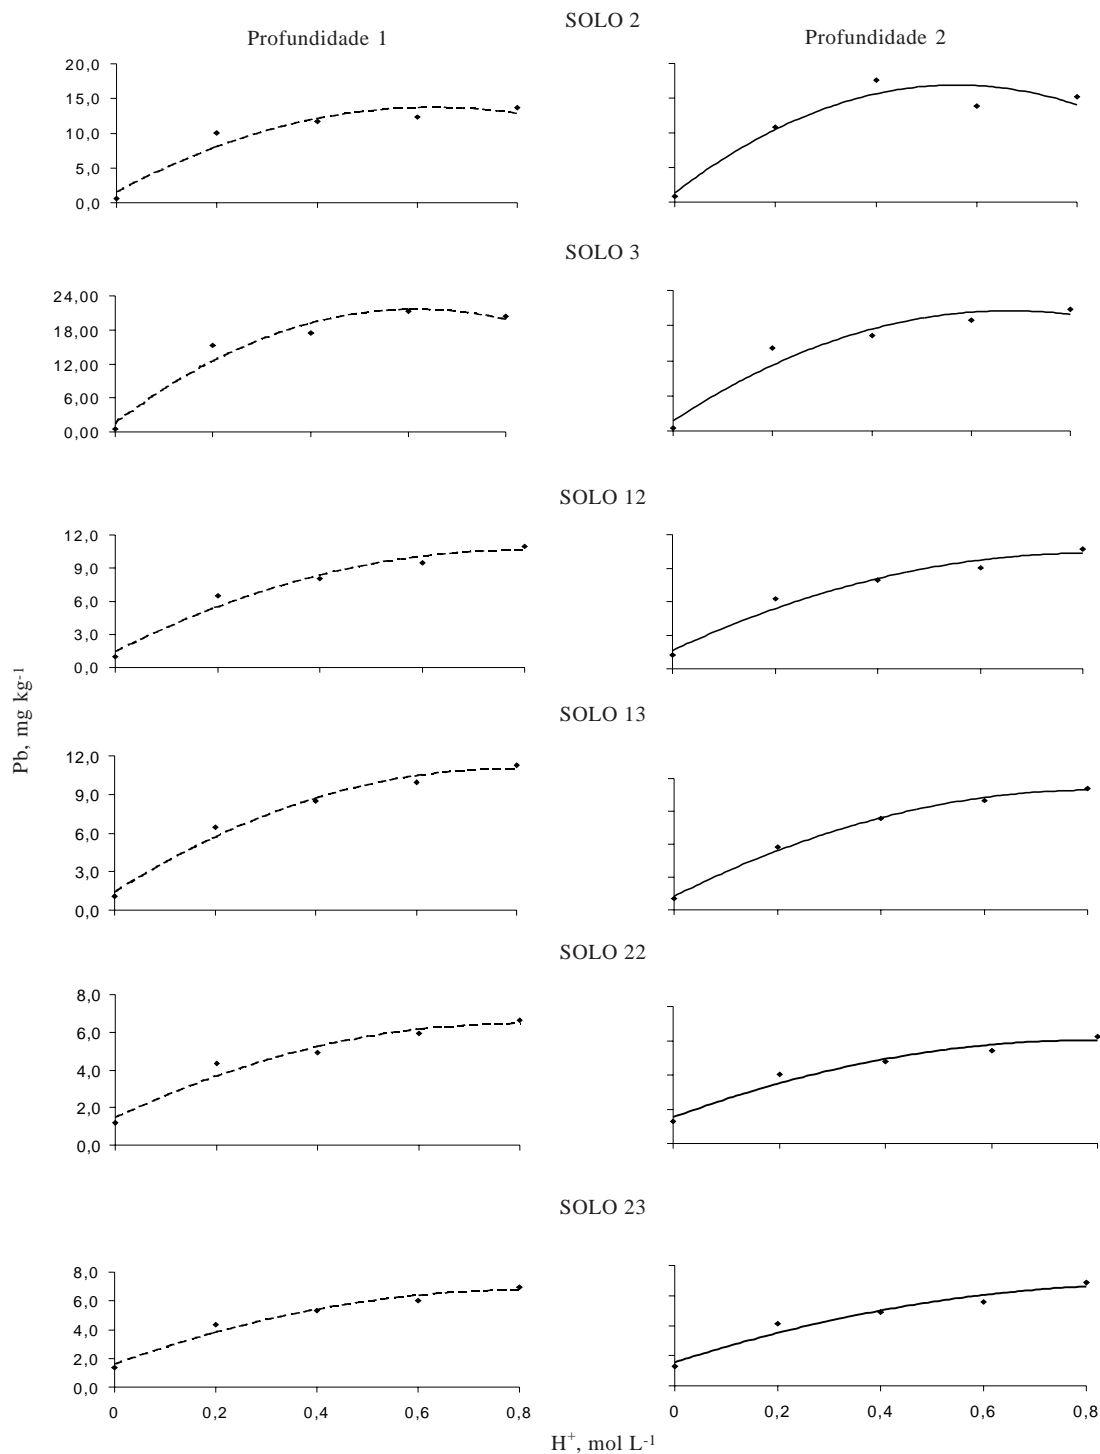 SOLO 2
Profundidade 1
Profundidade 2
20,0
15,0
10,0
5,0
0,0
SOLO 3
24,00
18,00
12,00
6,00
0,00
SOLO 12
12,0
9,0
6,0
3,0
0,0
SOLO 13
12,0
9,0
6,0
3,0
0,0
SOLO 22
8,0
6,0
4,0
2,0
0,0
SOLO 23
8,0
6,0
4,0
2,0
0,0
0 0,2 0,4 0,6 0,8
0 0,2 0,4 0,6 0,8
Pb, mg kg⁻¹
H⁺, mol L⁻¹